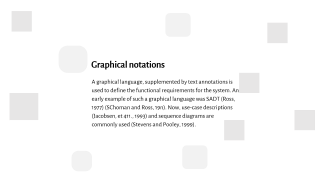 Graphical notations
A graphical language, supplemented by text annotations is
used to define the functional requirements for the system. An
early example of such a graphical language was SADT (Ross,
1977) (SChoman and Ross, 1911). Now, use-case descriptions
(Jacobsen, et 411 , 1993) and sequence diagrams are
commonly used (Stevens and Pooley, 1999).